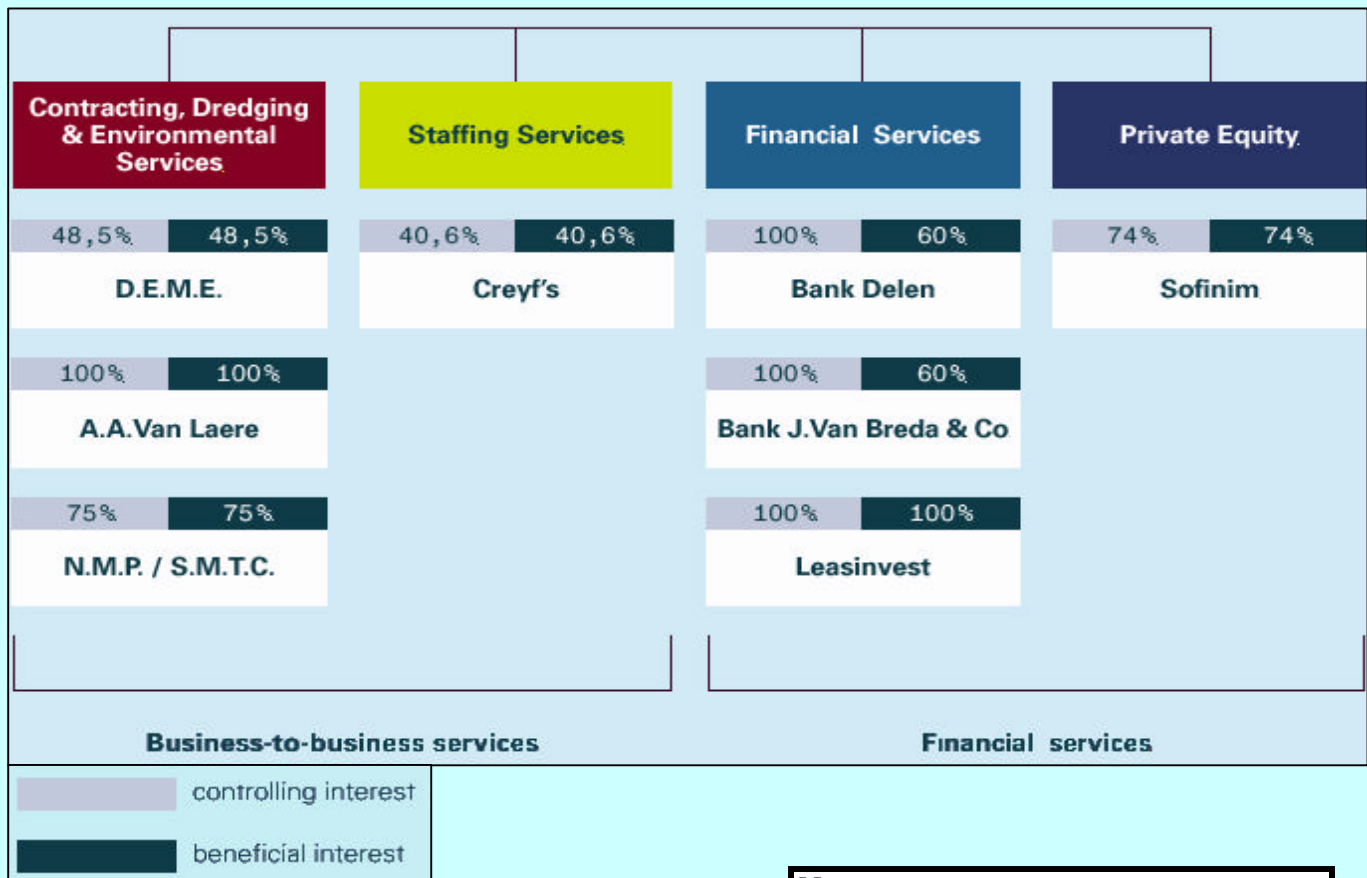 Contracting, Dredging
& Environmental
Services
Staffing Services
Financial Services
Private Equity
48,5% 48,5%
D.E.M.E.
40,6% 40,6%
Creyf's
100% 60%
Bank Delen
74% 74%
Sofinim
100% 100%
A.A.Van Laere
100% 60%
Bank J.Van Breda & Co
75% 75%
N.M.P. / S.M.T.C.
100% 100%
Leasinvest
Business-to-business services
Financial services
controlling interest
beneficial interest